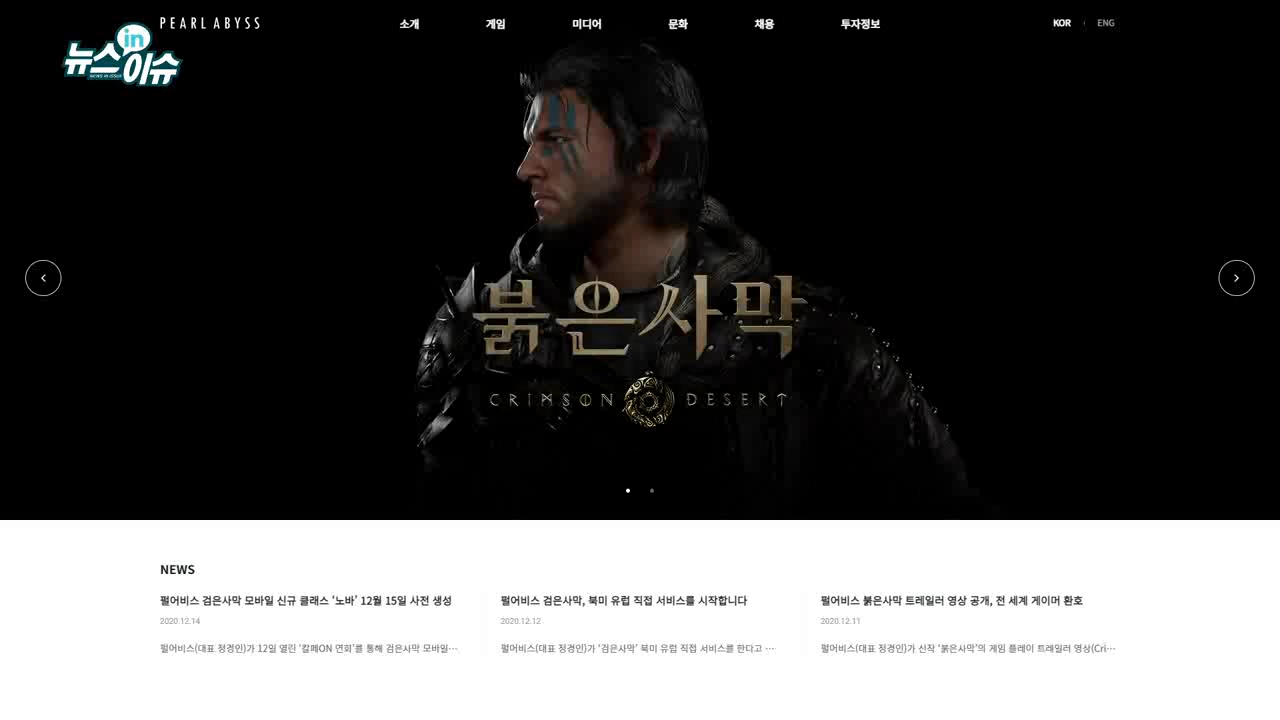 PEARL ABYSS
소개 게임 미디어 문화 채용 투자정보
KOR ENG
뉴스in이슈
NEWS IN ISSUE
붉은사막
CRIMSON DESERT
NEWS
펄어비스 검은사막 모바일 신규 클래스 '노바' 12월 15일 사전 생성
2020.12.14
펄어비스(대표 정경인)가 12일 열린 '칼페ON 연회'를 통해 검은사막 모바일···
펄어비스 검은사막, 북미 유럽 직접 서비스를 시작합니다
2020.12.12
펄어비스(대표 정경인)가 '검은사막' 북미 유럽 직접 서비스를 한다고 ···
펄어비스 붉은사막 트레일러 영상 공개, 전 세계 게이머 환호
2020.12.11
펄어비스(대표 정경인)가 신작 '붉은사막'의 게임 플레이 트레일러 영상(Cri···